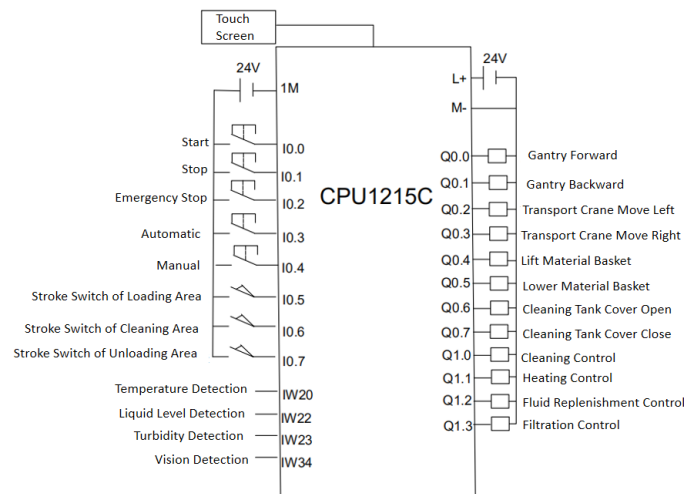 Touch
Screen
24V
24V
1M
L+
M-
Start
I0.0
Stop
I0.1
Emergency Stop
I0.2
Automatic
I0.3
Manual
I0.4
Stroke Switch of Loading Area
I0.5
Stroke Switch of Cleaning Area
I0.6
Stroke Switch of Unloading Area
I0.7
Temperature Detection
IW20
Liquid Level Detection
IW22
Turbidity Detection
IW23
Vision Detection
IW34
CPU1215C
Q0.0
Gantry Forward
Q0.1
Gantry Backward
Q0.2
Transport Crane Move Left
Q0.3
Transport Crane Move Right
Q0.4
Lift Material Basket
Q0.5
Lower Material Basket
Q0.6
Cleaning Tank Cover Open
Q0.7
Cleaning Tank Cover Close
Q1.0
Cleaning Control
Q1.1
Heating Control
Q1.2
Fluid Replenishment Control
Q1.3
Filtration Control